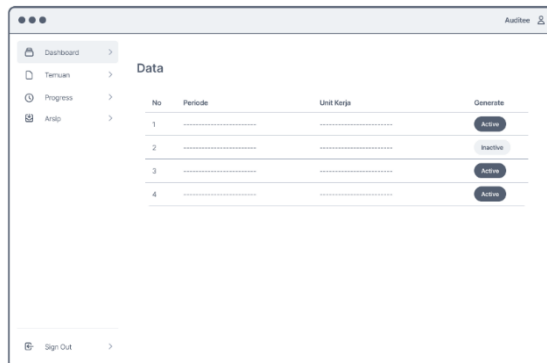 Auditee
Dashboard
Temuan
Progress
Arsip
Sign Out
Data
No Periode Unit Kerja Generate
1 ------------------------ ------------------------ Active
2 ------------------------ ------------------------ Inactive
3 ------------------------ ------------------------ Active
4 ------------------------ ------------------------ Active